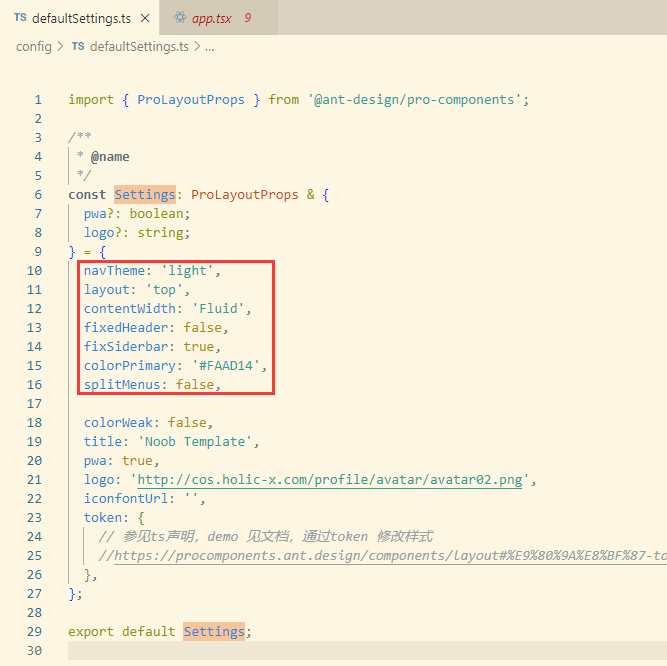 TS defaultSettings.ts × app.tsx 9
config > TS defaultSettings.ts > ...
1 import { ProLayoutProps } from '@ant-design/pro-components';
2
3 /**
4 * @name
5 */
6 const Settings: ProLayoutProps & {
7 pwa?: boolean;
8 logo?: string;
9 } = {
10 navTheme: 'light',
11 layout: 'top',
12 contentWidth: 'Fluid',
13 fixedHeader: false,
14 fixSiderbar: true,
15 colorPrimary: '#FAAD14',
16 splitMenus: false,
17
18 colorWeak: false,
19 title: 'Noob Template',
20 pwa: true,
21 logo: 'http://cos.holic-x.com/profile/avatar/avatar02.png',
22 iconfontUrl: '',
23 token: {
24 // 参见ts声明，demo 见文档，通过token 修改样式
25 //https://procomponents.ant.design/components/layout#%E9%80%9A%E8%BF%87-to
26 },
27 };
28
29 export default Settings;
30